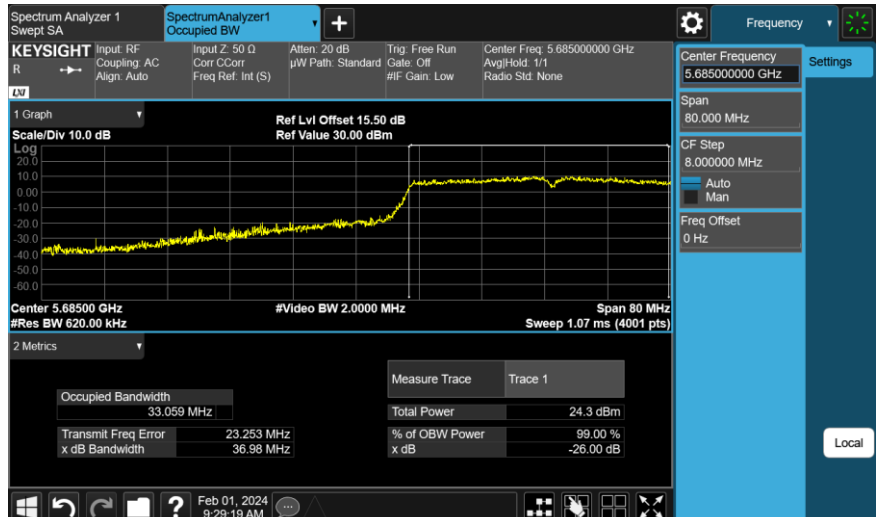 Spectrum Analyzer 1
Swept SA
SpectrumAnalyzer1
Occupied BW
+
Frequency
KEYSIGHT
R
LXI
Input: RF
Coupling: AC
Align: Auto
Input Z: 50 Ω
Corr CCorr
Freq Ref: Int (S)
Atten: 20 dB
µW Path: Standard
Trig: Free Run
Gate: Off
#IF Gain: Low
Center Freq: 5.685000000 GHz
Avg|Hold: 1/1
Radio Std: None
Center Frequency
5.685000000 GHz
Settings
Span
80.000 MHz
CF Step
8.000000 MHz
Auto
Man
Freq Offset
0 Hz
1 Graph
Scale/Div 10.0 dB
Ref Lvl Offset 15.50 dB
Ref Value 30.00 dBm
Log
20.0
10.0
0.00
-10.0
-20.0
-30.0
-40.0
-50.0
-60.0
Center 5.68500 GHz
#Res BW 620.00 kHz
#Video BW 2.0000 MHz
Span 80 MHz
Sweep 1.07 ms (4001 pts)
2 Metrics
Measure Trace
Trace 1
Occupied Bandwidth
33.059 MHz
Total Power
24.3 dBm
Transmit Freq Error
23.253 MHz
% of OBW Power
99.00 %
x dB Bandwidth
36.98 MHz
x dB
-26.00 dB
Local
?
Feb 01, 2024
9:29:19 AM